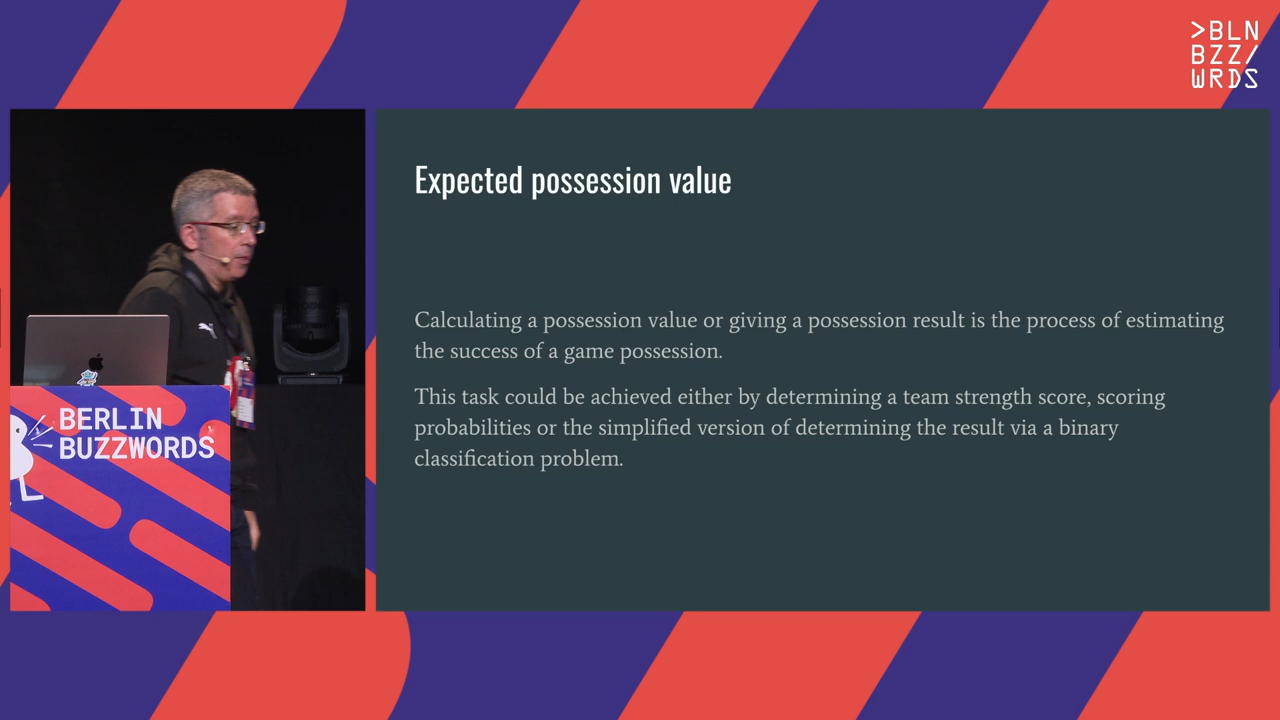 >BLN
BZZ/
WRDS
Expected possession value
Calculating a possession value or giving a possession result is the process of estimating
the success of a game possession.
This task could be achieved either by determining a team strength score, scoring
probabilities or the simplified version of determining the result via a binary
classification problem.
BERLIN
BUZZWORDS